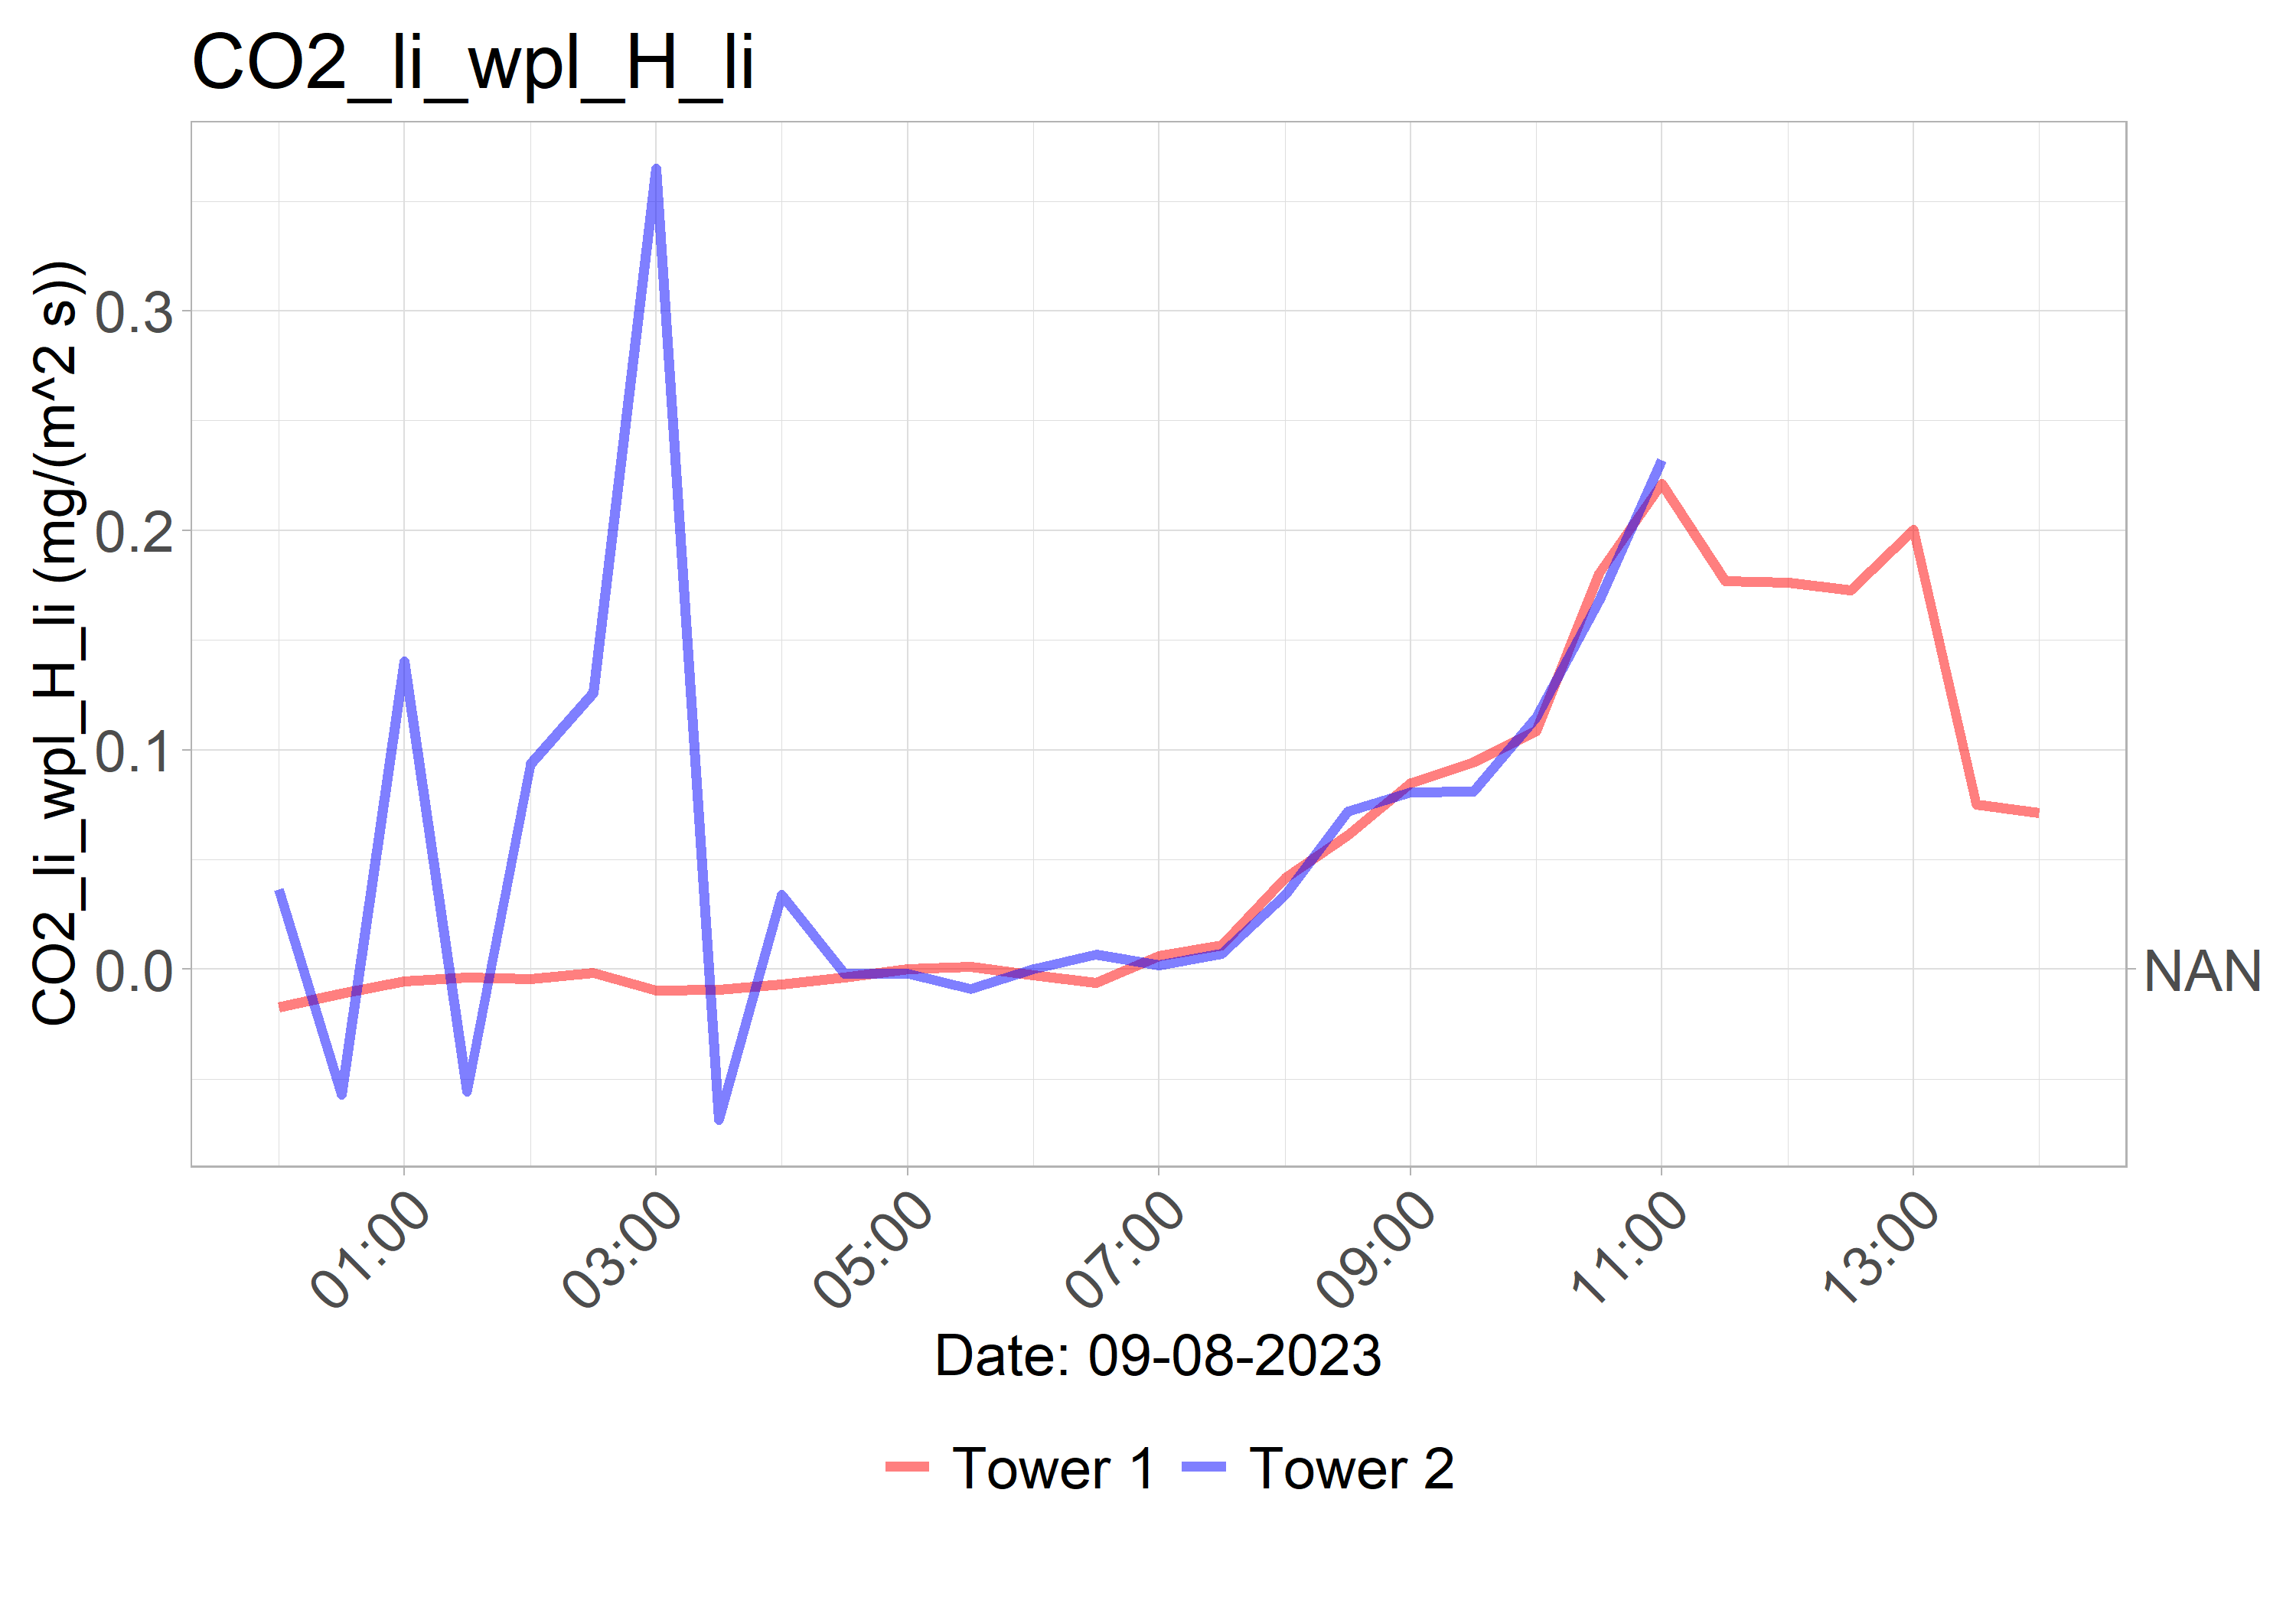 CO2_li_wpl_H_li
CO2_li_wpl_H_li (mg/(m^2 s))
0.3
0.2
0.1
0.0
NAN
01:00
03:00
05:00
07:00
09:00
11:00
13:00
Date: 09-08-2023
Tower 1
Tower 2